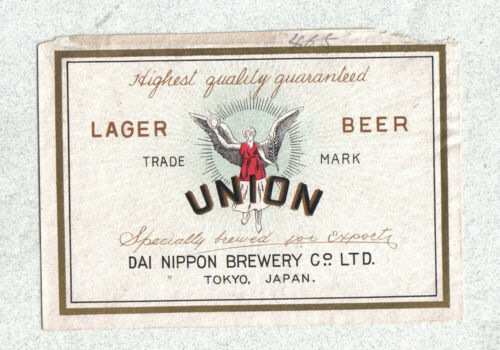 465
Highest quality guaranteed
LAGER BEER
TRADE MARK
UNION
Specially brewed for Export
DAI NIPPON BREWERY Co. LTD.
TOKYO, JAPAN.